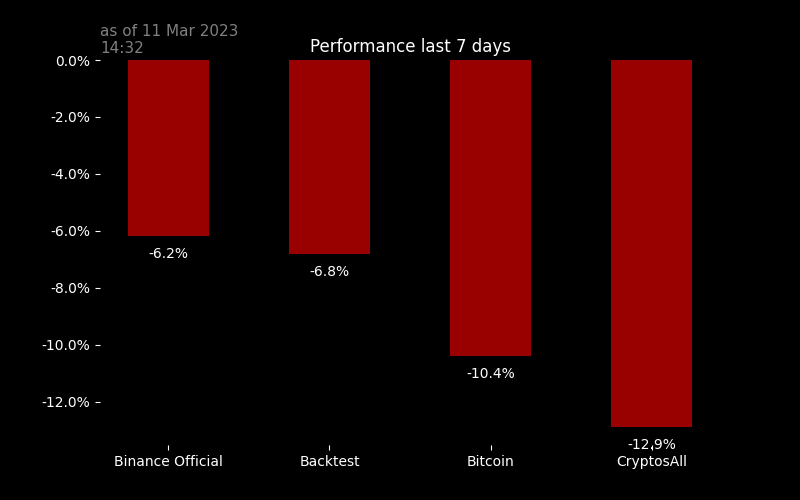 as of 11 Mar 2023
14:32
Performance last 7 days
0.0%
-2.0%
-4.0%
-6.0%
-8.0%
-10.0%
-12.0%
-6.2%
-6.8%
-10.4%
-12.9%
Binance Official
Backtest
Bitcoin
CryptosAll